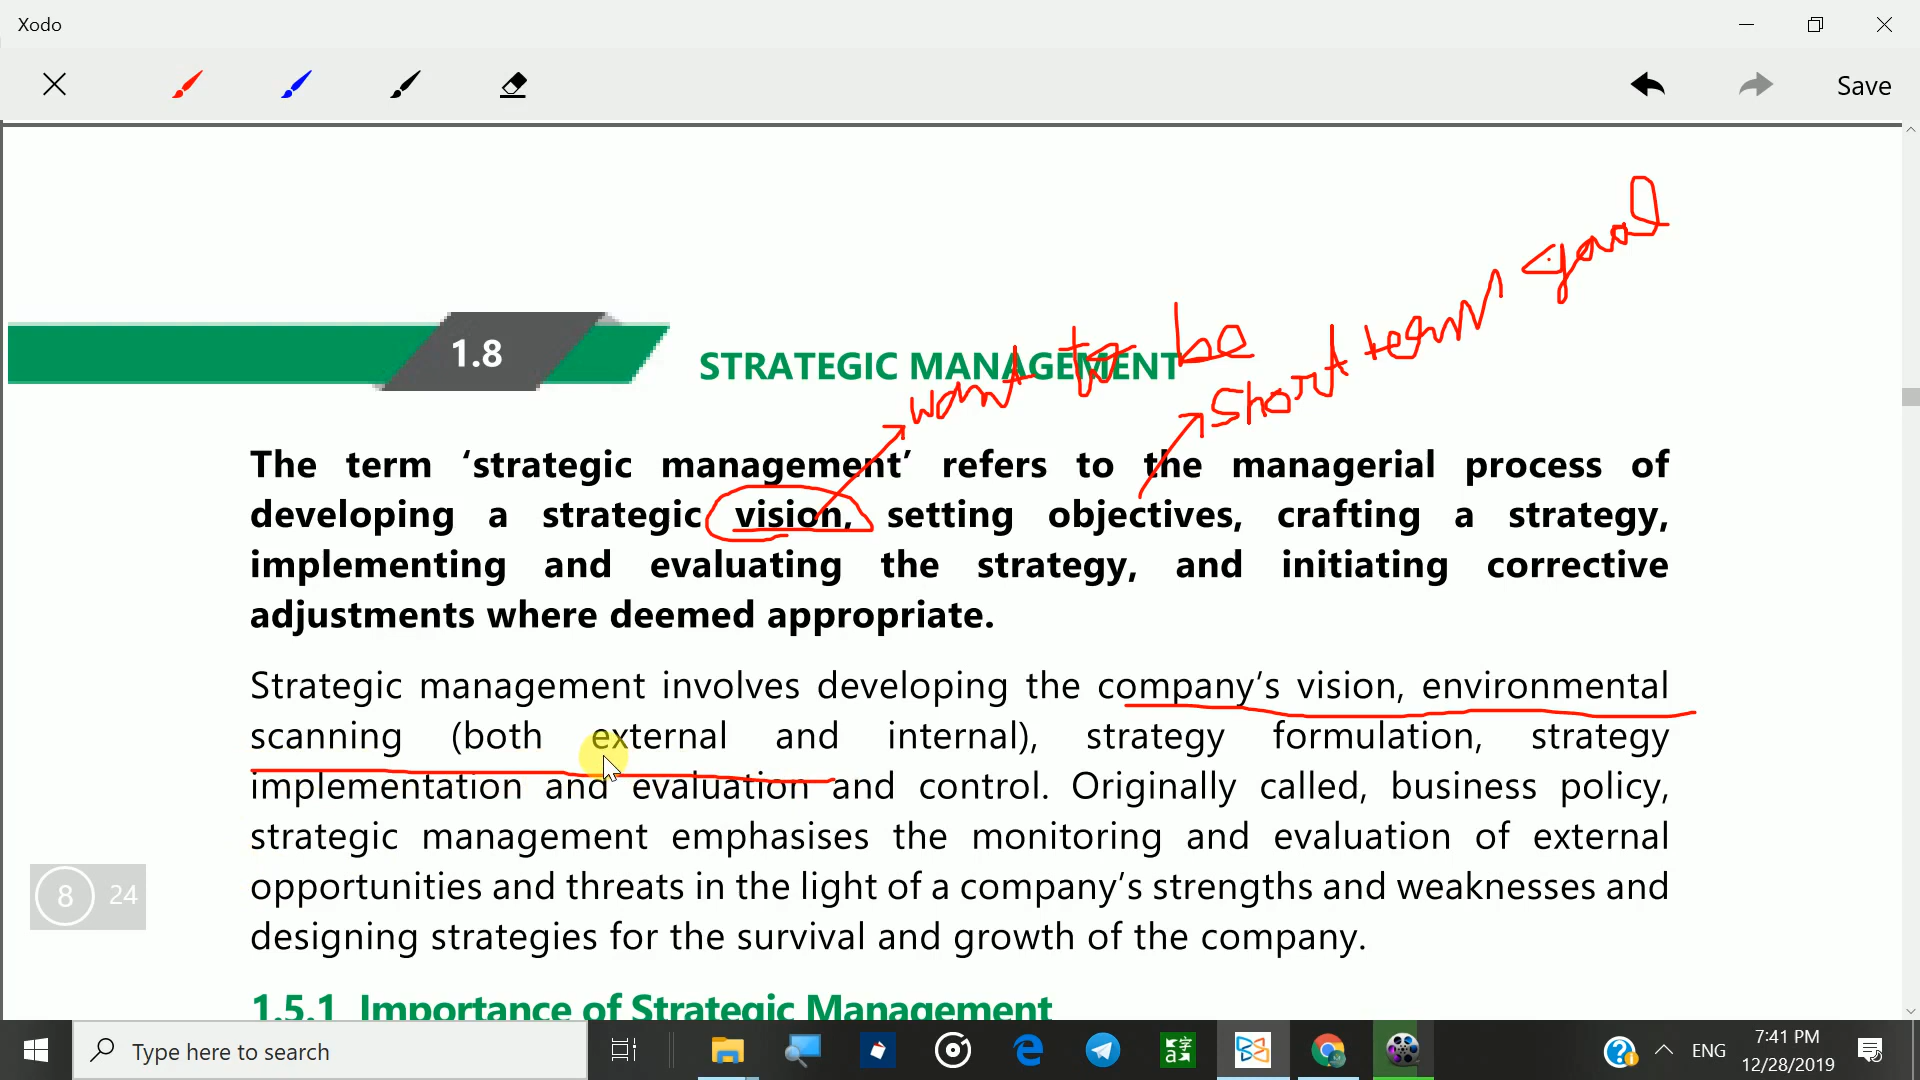 Xodo
Save
1.8
STRATEGIC MANAGEMENT
want to be
short term goal
The term ‘strategic management’ refers to the managerial process of
developing a strategic vision, setting objectives, crafting a strategy,
implementing and evaluating the strategy, and initiating corrective
adjustments where deemed appropriate.
Strategic management involves developing the company’s vision, environmental
scanning (both external and internal), strategy formulation, strategy
implementation and evaluation and control. Originally called, business policy,
strategic management emphasises the monitoring and evaluation of external
opportunities and threats in the light of a company’s strengths and weaknesses and
designing strategies for the survival and growth of the company.
8 24
1.5.1 Importance of Strategic Management
Type here to search
ENG
7:41 PM
12/28/2019